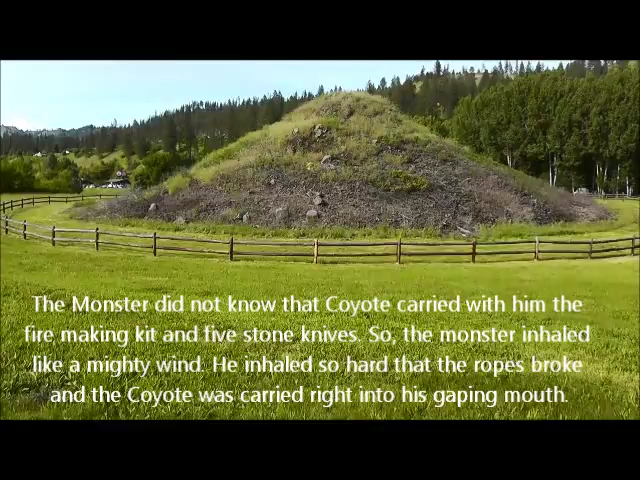 The Monster did not know that Coyote carried with him the
fire making kit and five stone knives. So, the monster inhaled
like a mighty wind. He inhaled so hard that the ropes broke
and the Coyote was carried right into his gaping mouth.